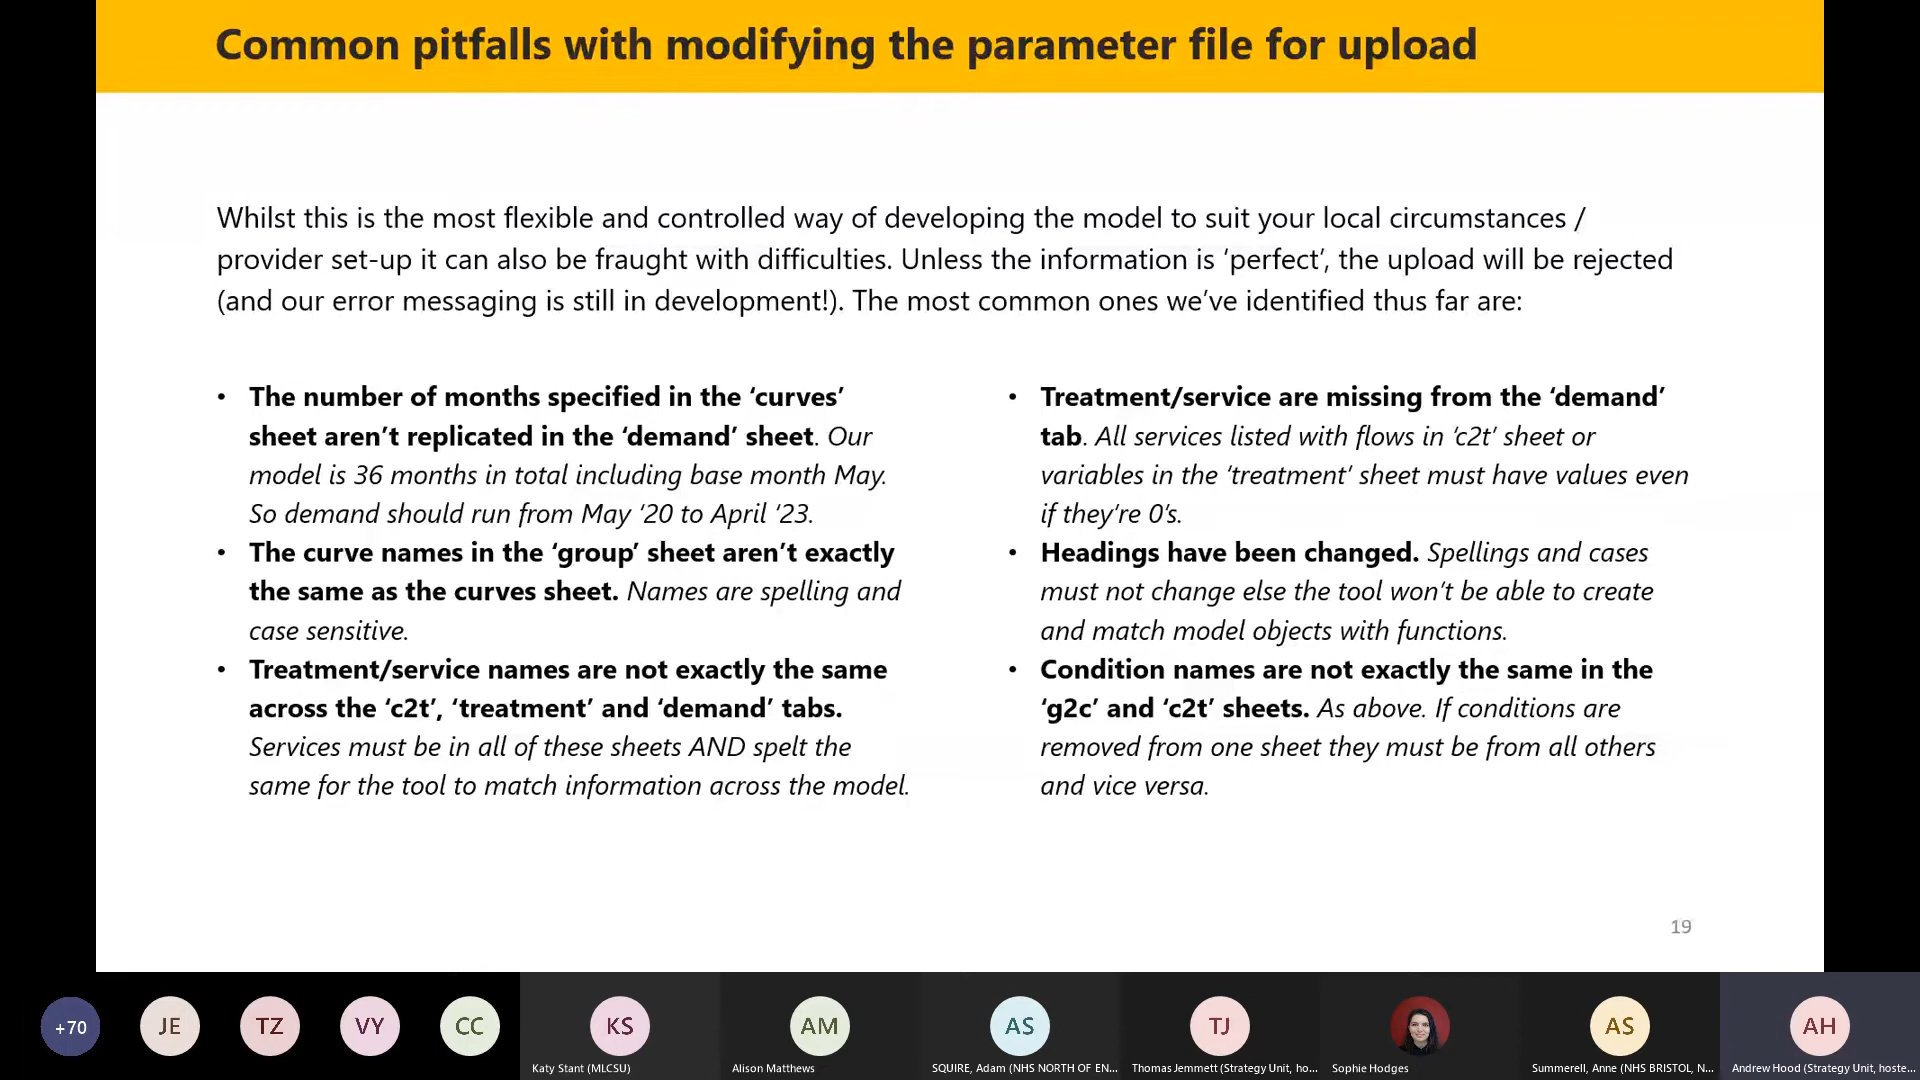 Common pitfalls with modifying the parameter file for upload
Whilst this is the most flexible and controlled way of developing the model to suit your local circumstances /
provider set-up it can also be fraught with difficulties. Unless the information is ‘perfect’, the upload will be rejected
(and our error messaging is still in development!). The most common ones we’ve identified thus far are:
• The number of months specified in the ‘curves’
sheet aren’t replicated in the ‘demand’ sheet. Our
model is 36 months in total including base month May.
So demand should run from May ‘20 to April ‘23.
• The curve names in the ‘group’ sheet aren’t exactly
the same as the curves sheet. Names are spelling and
case sensitive.
• Treatment/service names are not exactly the same
across the ‘c2t’, ‘treatment’ and ‘demand’ tabs.
Services must be in all of these sheets AND spelt the
same for the tool to match information across the model.
• Treatment/service are missing from the ‘demand’
tab. All services listed with flows in ‘c2t’ sheet or
variables in the ‘treatment’ sheet must have values even
if they’re 0’s.
• Headings have been changed. Spellings and cases
must not change else the tool won’t be able to create
and match model objects with functions.
• Condition names are not exactly the same in the
‘g2c’ and ‘c2t’ sheets. As above. If conditions are
removed from one sheet they must be from all others
and vice versa.
19
+70
JE
TZ
VY
CC
KS
Katy Stant (MLCSU)
AM
Alison Matthews
AS
SQUIRE, Adam (NHS NORTH OF EN...
TJ
Thomas Jemmett (Strategy Unit, ho...
Sophie Hodges
AS
Summerell, Anne (NHS BRISTOL, N...
AH
Andrew Hood (Strategy Unit, hoste...